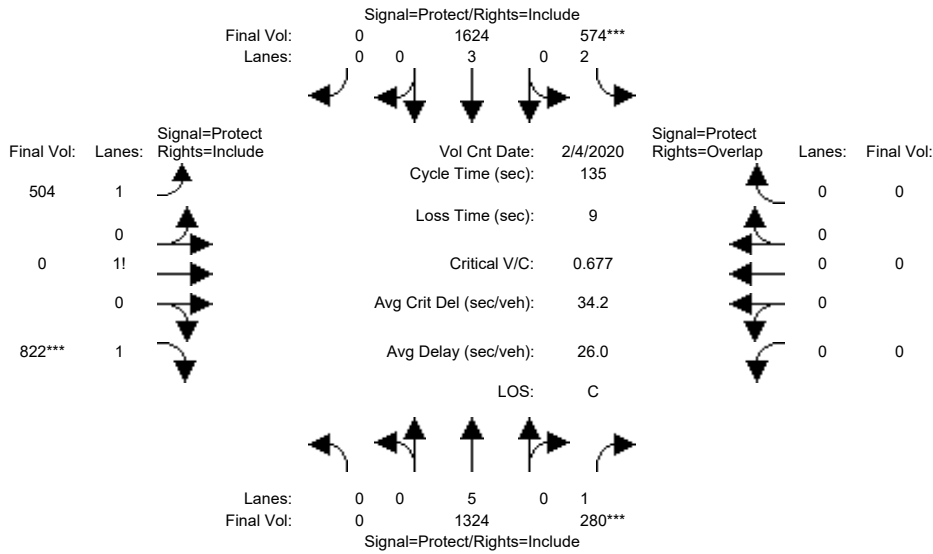 Signal=Protect/Rights=Include
Final Vol: 0 1624 574***
Lanes: 0 0 3 0 2
Signal=Protect Signal=Protect
Final Vol: Lanes: Rights=Include Vol Cnt Date: 2/4/2020 Rights=Overlap Lanes: Final Vol:
Cycle Time (sec): 135
504 1 0 0
Loss Time (sec): 9
0 0
0 1! Critical V/C: 0.677 0 0
0 Avg Crit Del (sec/veh): 34.2 0
822*** 1 Avg Delay (sec/veh): 26.0 0 0
LOS: C
Lanes: 0 0 5 0 1
Final Vol: 0 1324 280***
Signal=Protect/Rights=Include